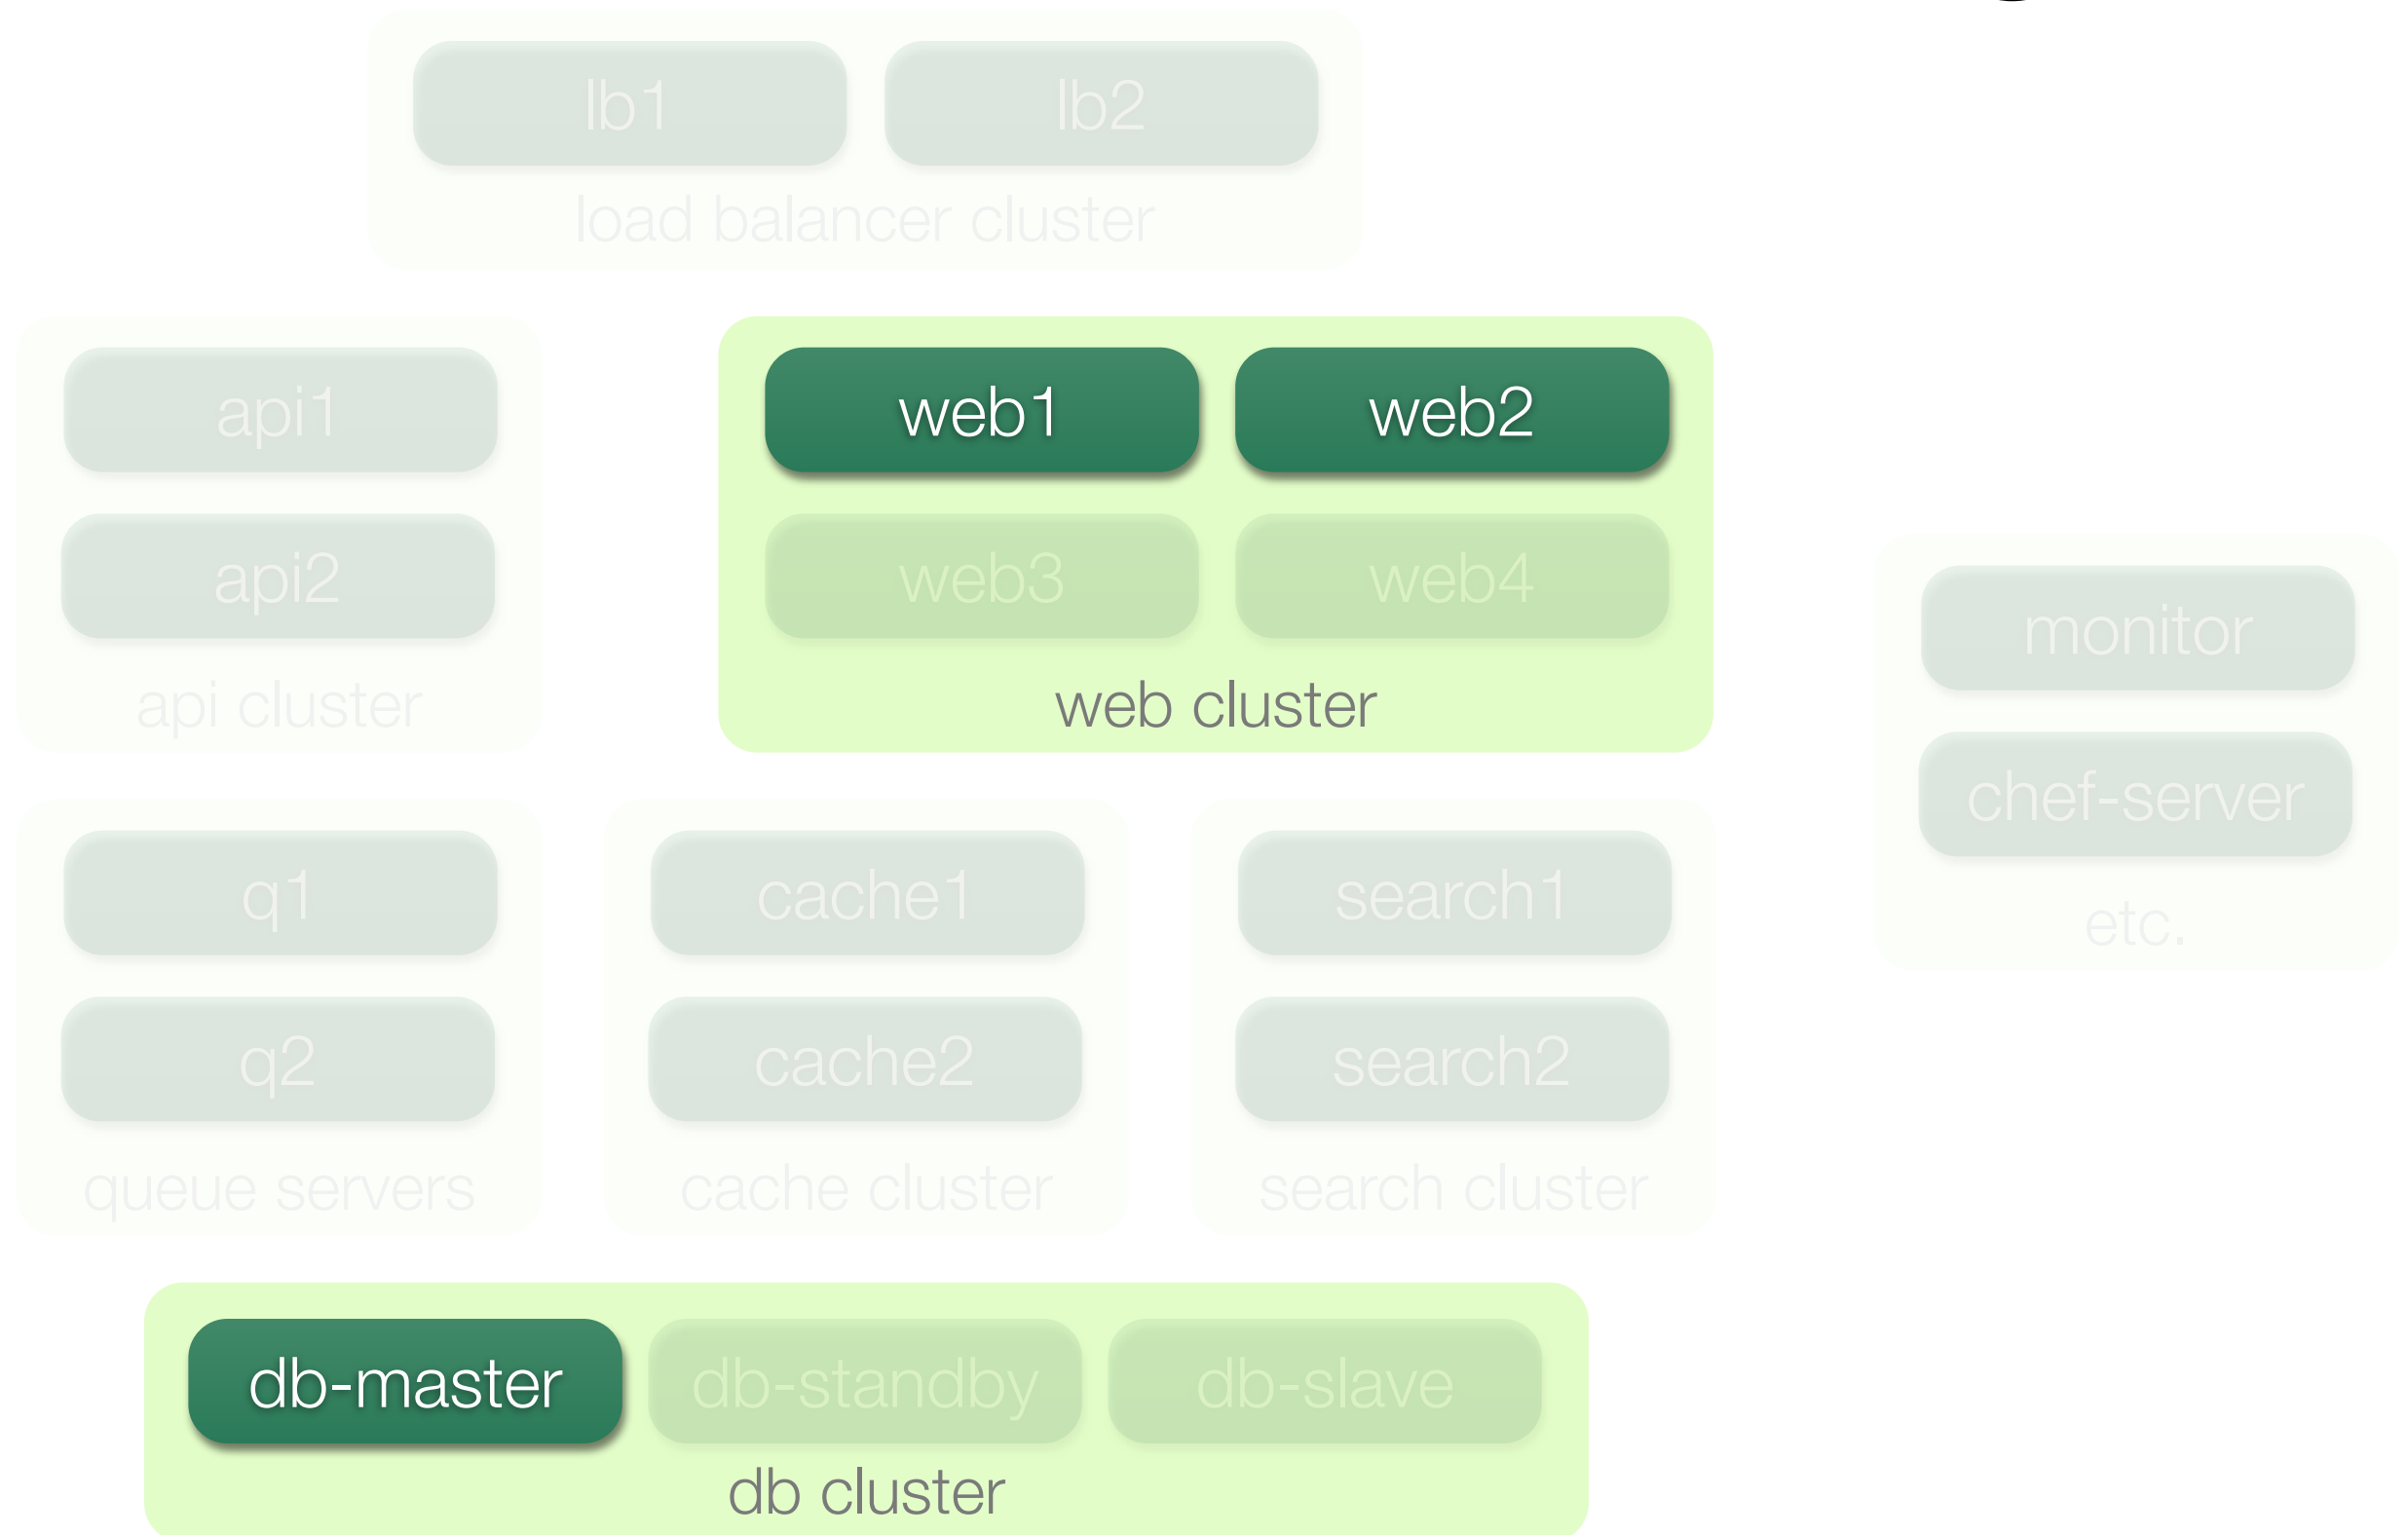 lb1 lb2
load balancer cluster
api1
api2
api cluster
web1 web2
web3 web4
web cluster
monitor
chef-server
etc.
q1
q2
queue servers
cache1
cache2
cache cluster
search1
search2
search cluster
db-master db-standby db-slave
db cluster